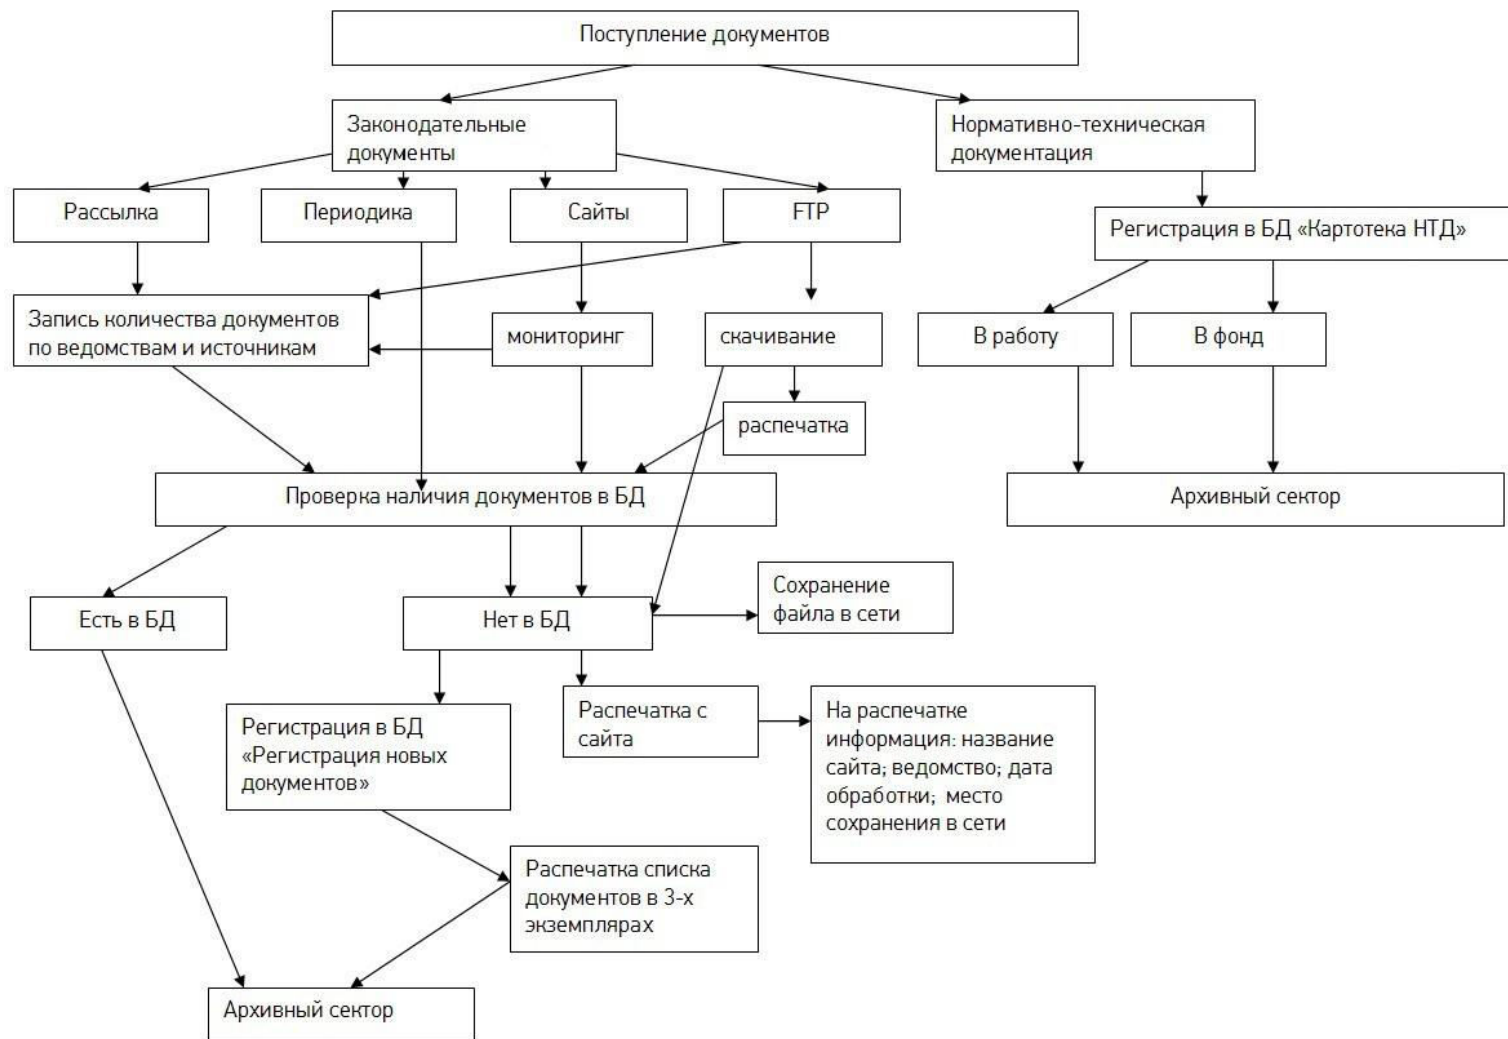 Поступление документов
Законодательные
документы
Нормативно-техническая
документация
Рассылка
Периодика
Сайты
FTP
Регистрация в БД «Картотека НТД»
Запись количества документов
по ведомствам и источникам
мониторинг
скачивание
В работу
В фонд
распечатка
Проверка наличия документов в БД
Архивный сектор
Есть в БД
Нет в БД
Сохранение
файла в сети
Регистрация в БД
«Регистрация новых
документов»
Распечатка с
сайта
На распечатке
информация: название
сайта; ведомство; дата
обработки; место
сохранения в сети
Распечатка списка
документов в 3-х
экземплярах
Архивный сектор